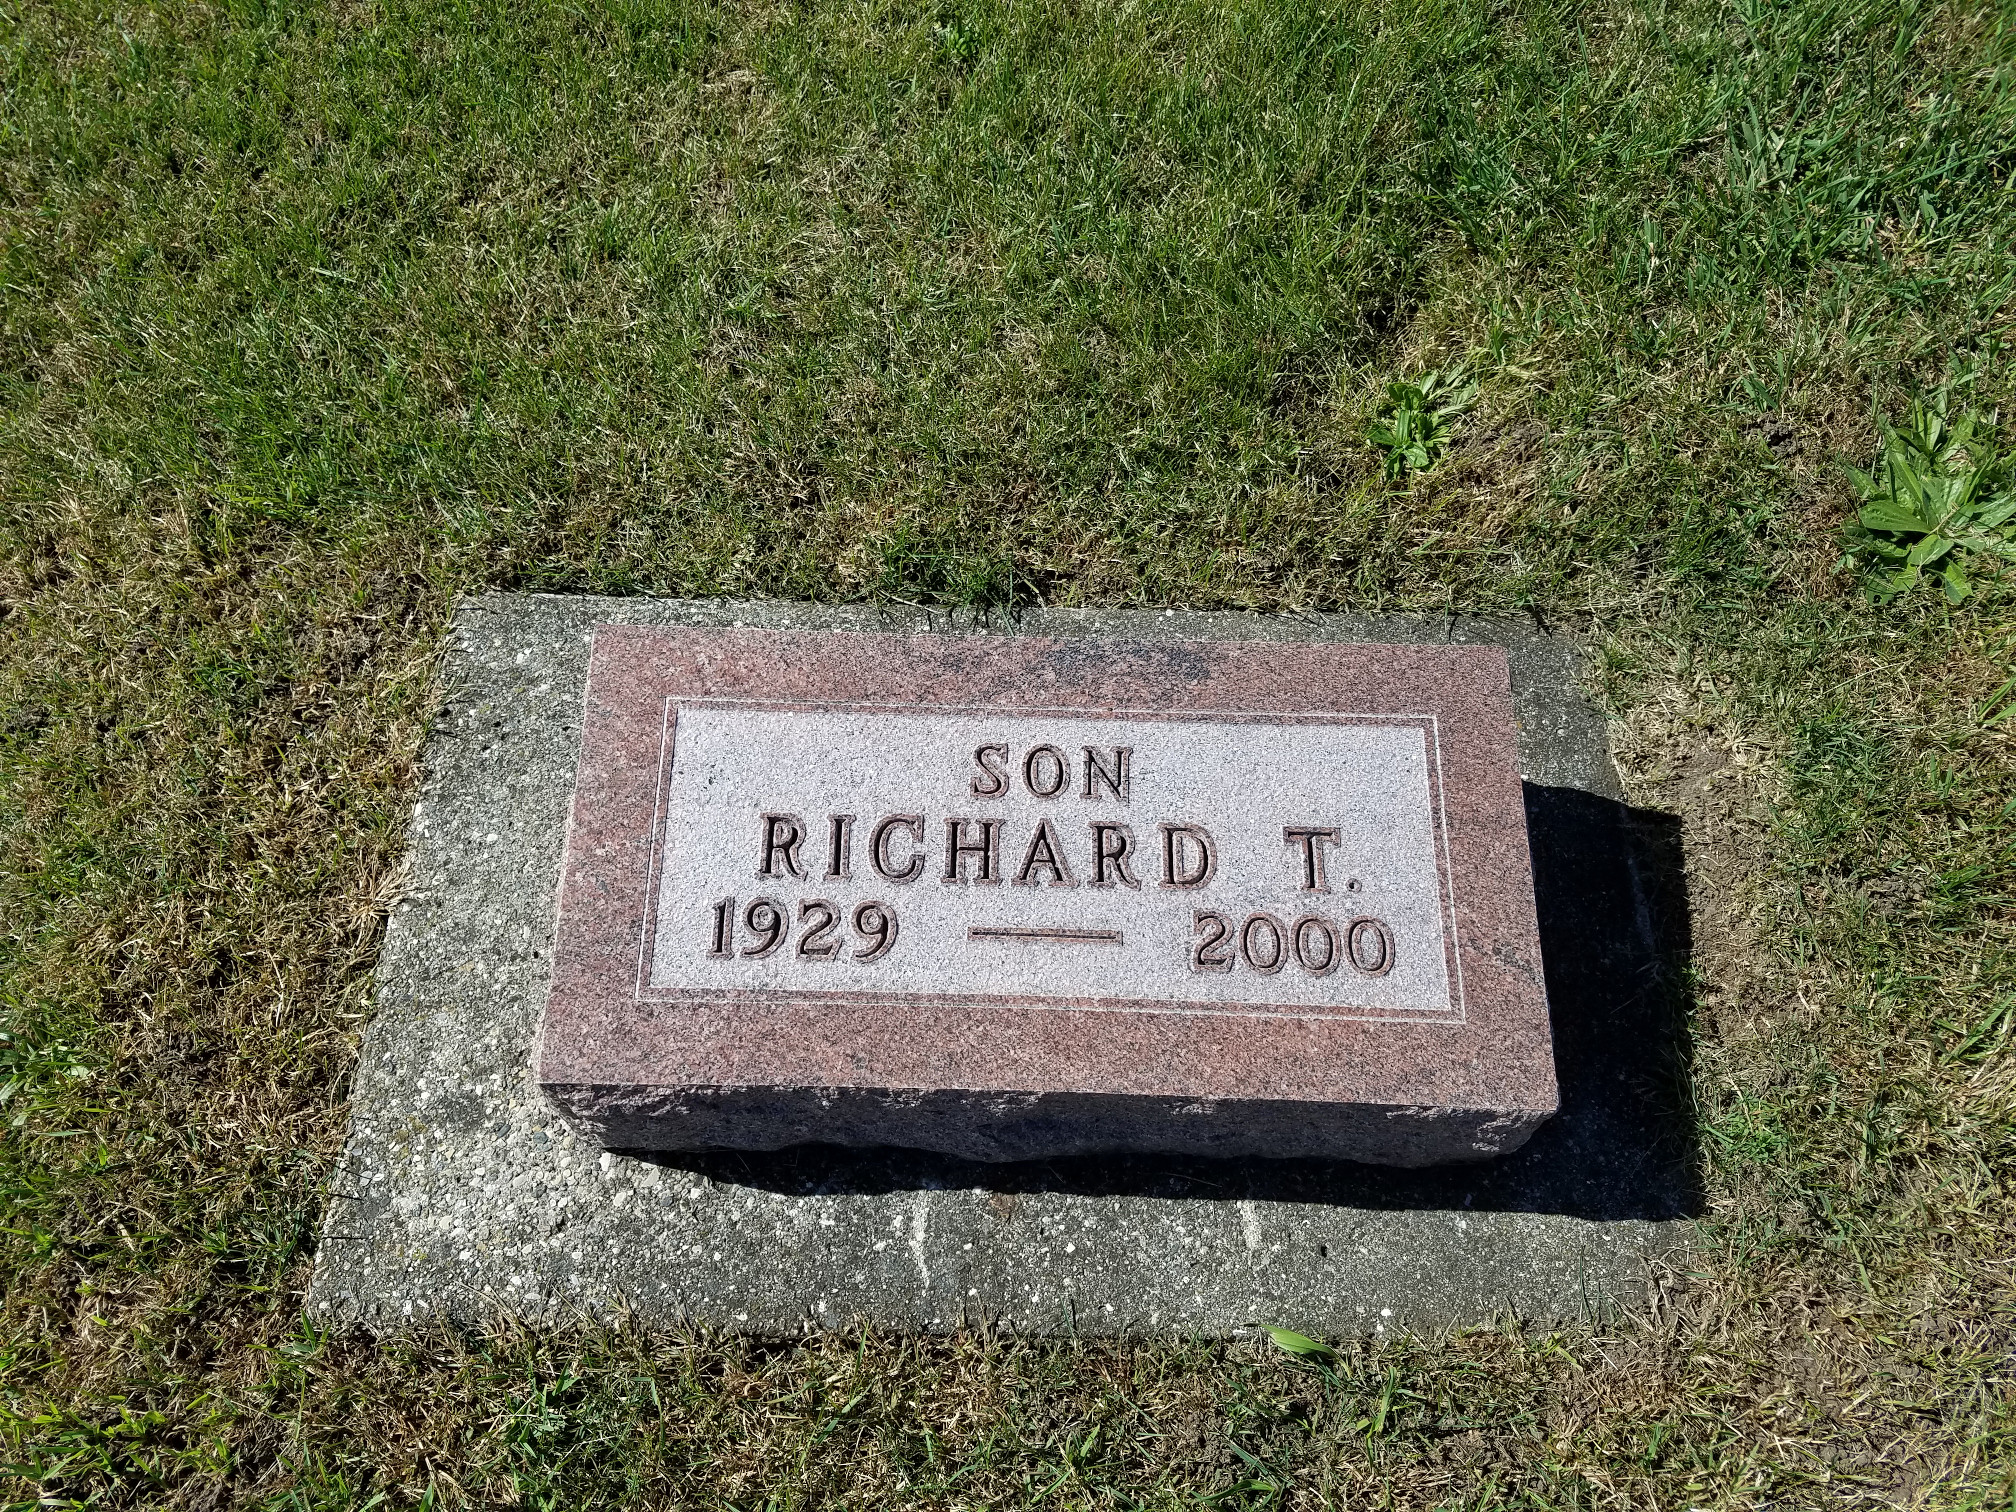 SON
RICHARD T.
1929 — 2000